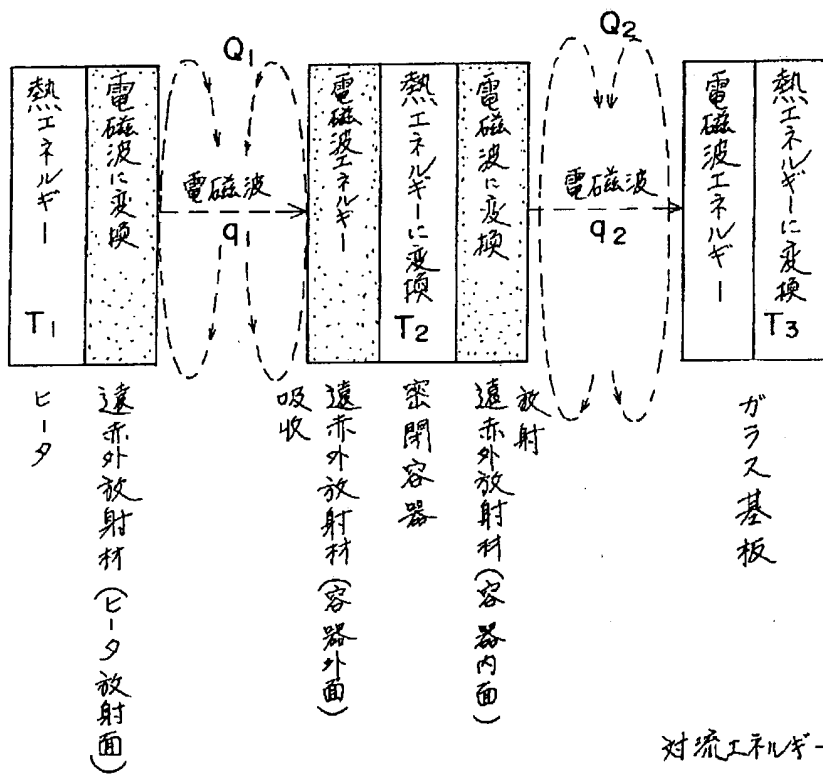 熱エネルギー
T1
電磁波に変換
Q1
電磁波
q1
電磁波エネルギー
熱エネルギーに変換
T2
電磁波に変換
Q2
電磁波
q2
電磁波エネルギー
熱エネルギーに変換
T3
ヒータ
遠赤外放射材(ヒータ放射面)
吸収
遠赤外放射材(容器外面)
密閉容器
遠赤外放射材(容器内面)
放射
ガラス基板
対流エネルギー